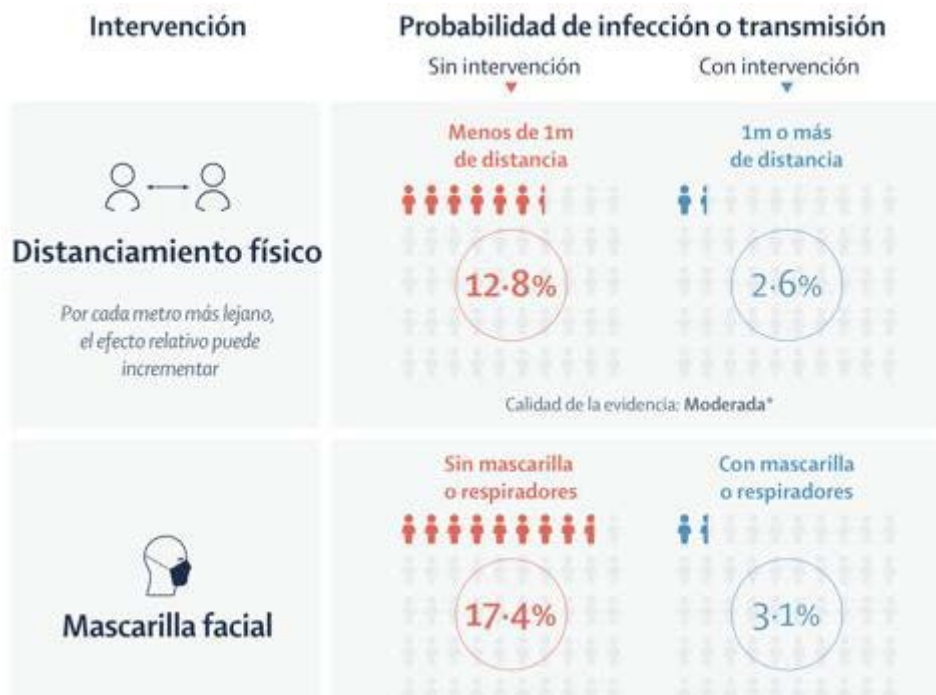 Intervención
Probabilidad de infección o transmisión
Sin intervención
Con intervención
Distanciamiento físico
Por cada metro más lejano,
el efecto relativo puede
incrementar
Menos de 1m
de distancia
12·8%
1m o más
de distancia
2·6%
Calidad de la evidencia: Moderada*
Mascarilla facial
Sin mascarilla
o respiradores
17·4%
Con mascarilla
o respiradores
3·1%